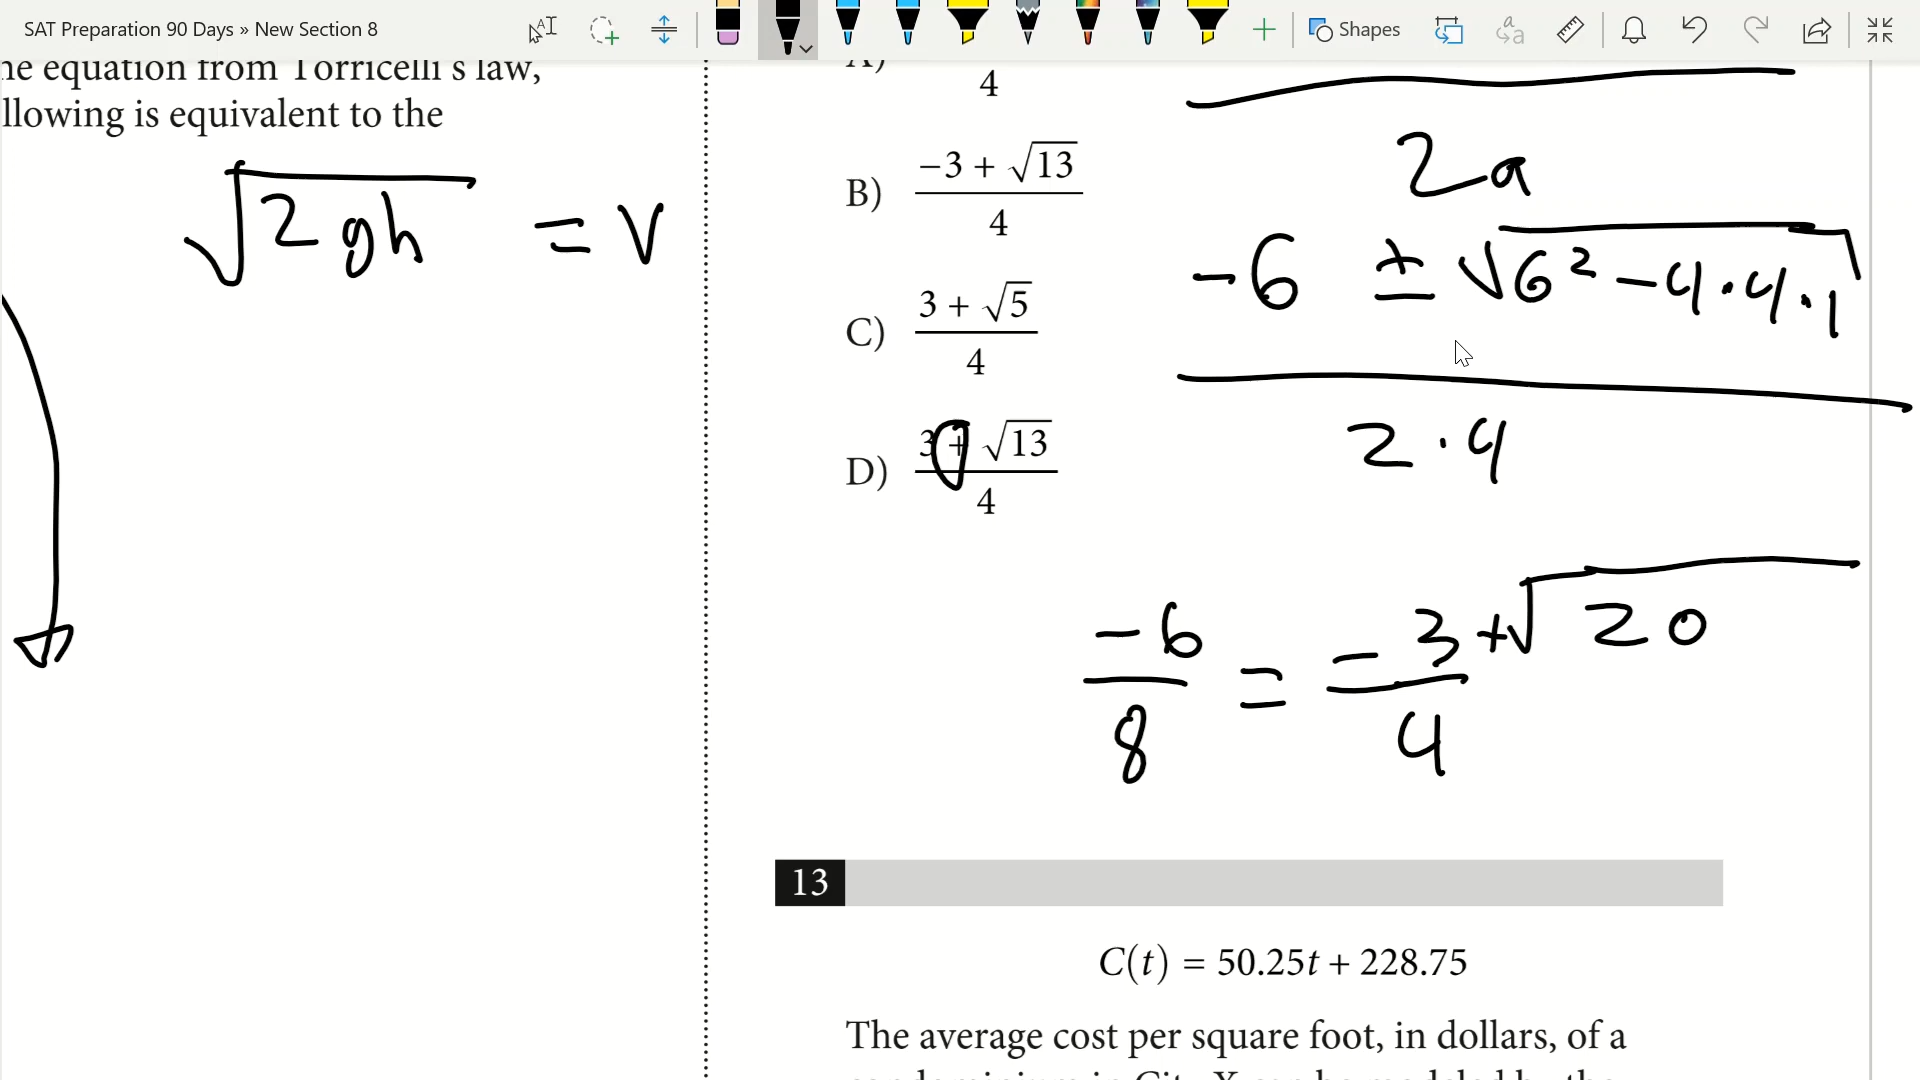 SAT Preparation 90 Days » New Section 8
Shapes
he equation from Torricelli's law,
llowing is equivalent to the
√2gh = v
A)
4
B) −3 + √13
4
C) 3 + √5
4
D) 3 + √13
4
2a
-6 ± √6² - 4·4·1
2·4
-6/8 = -3/4 + √20
13
C(t) = 50.25t + 228.75
The average cost per square foot, in dollars, of a